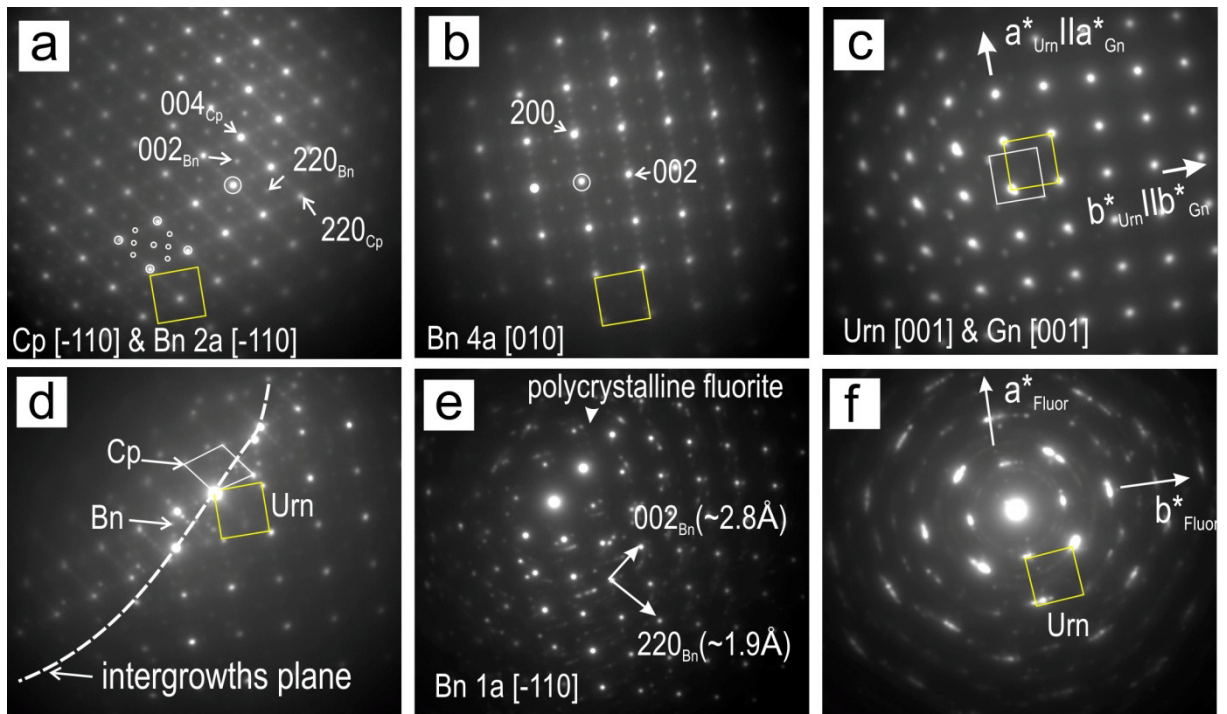 a
004Cp
002Bn
220Bn
220Cp
Cp [-110] & Bn 2a [-110]
b
200
002
Bn 4a [010]
c
a*UrnIIa*Gn
b*UrnIIb*Gn
Urn [001] & Gn [001]
d
Cp
Bn
Urn
intergrowths plane
e
polycrystalline fluorite
002Bn(~2.8Å)
220Bn(~1.9Å)
Bn 1a [-110]
f
a*Fluor
b*Fluor
Urn